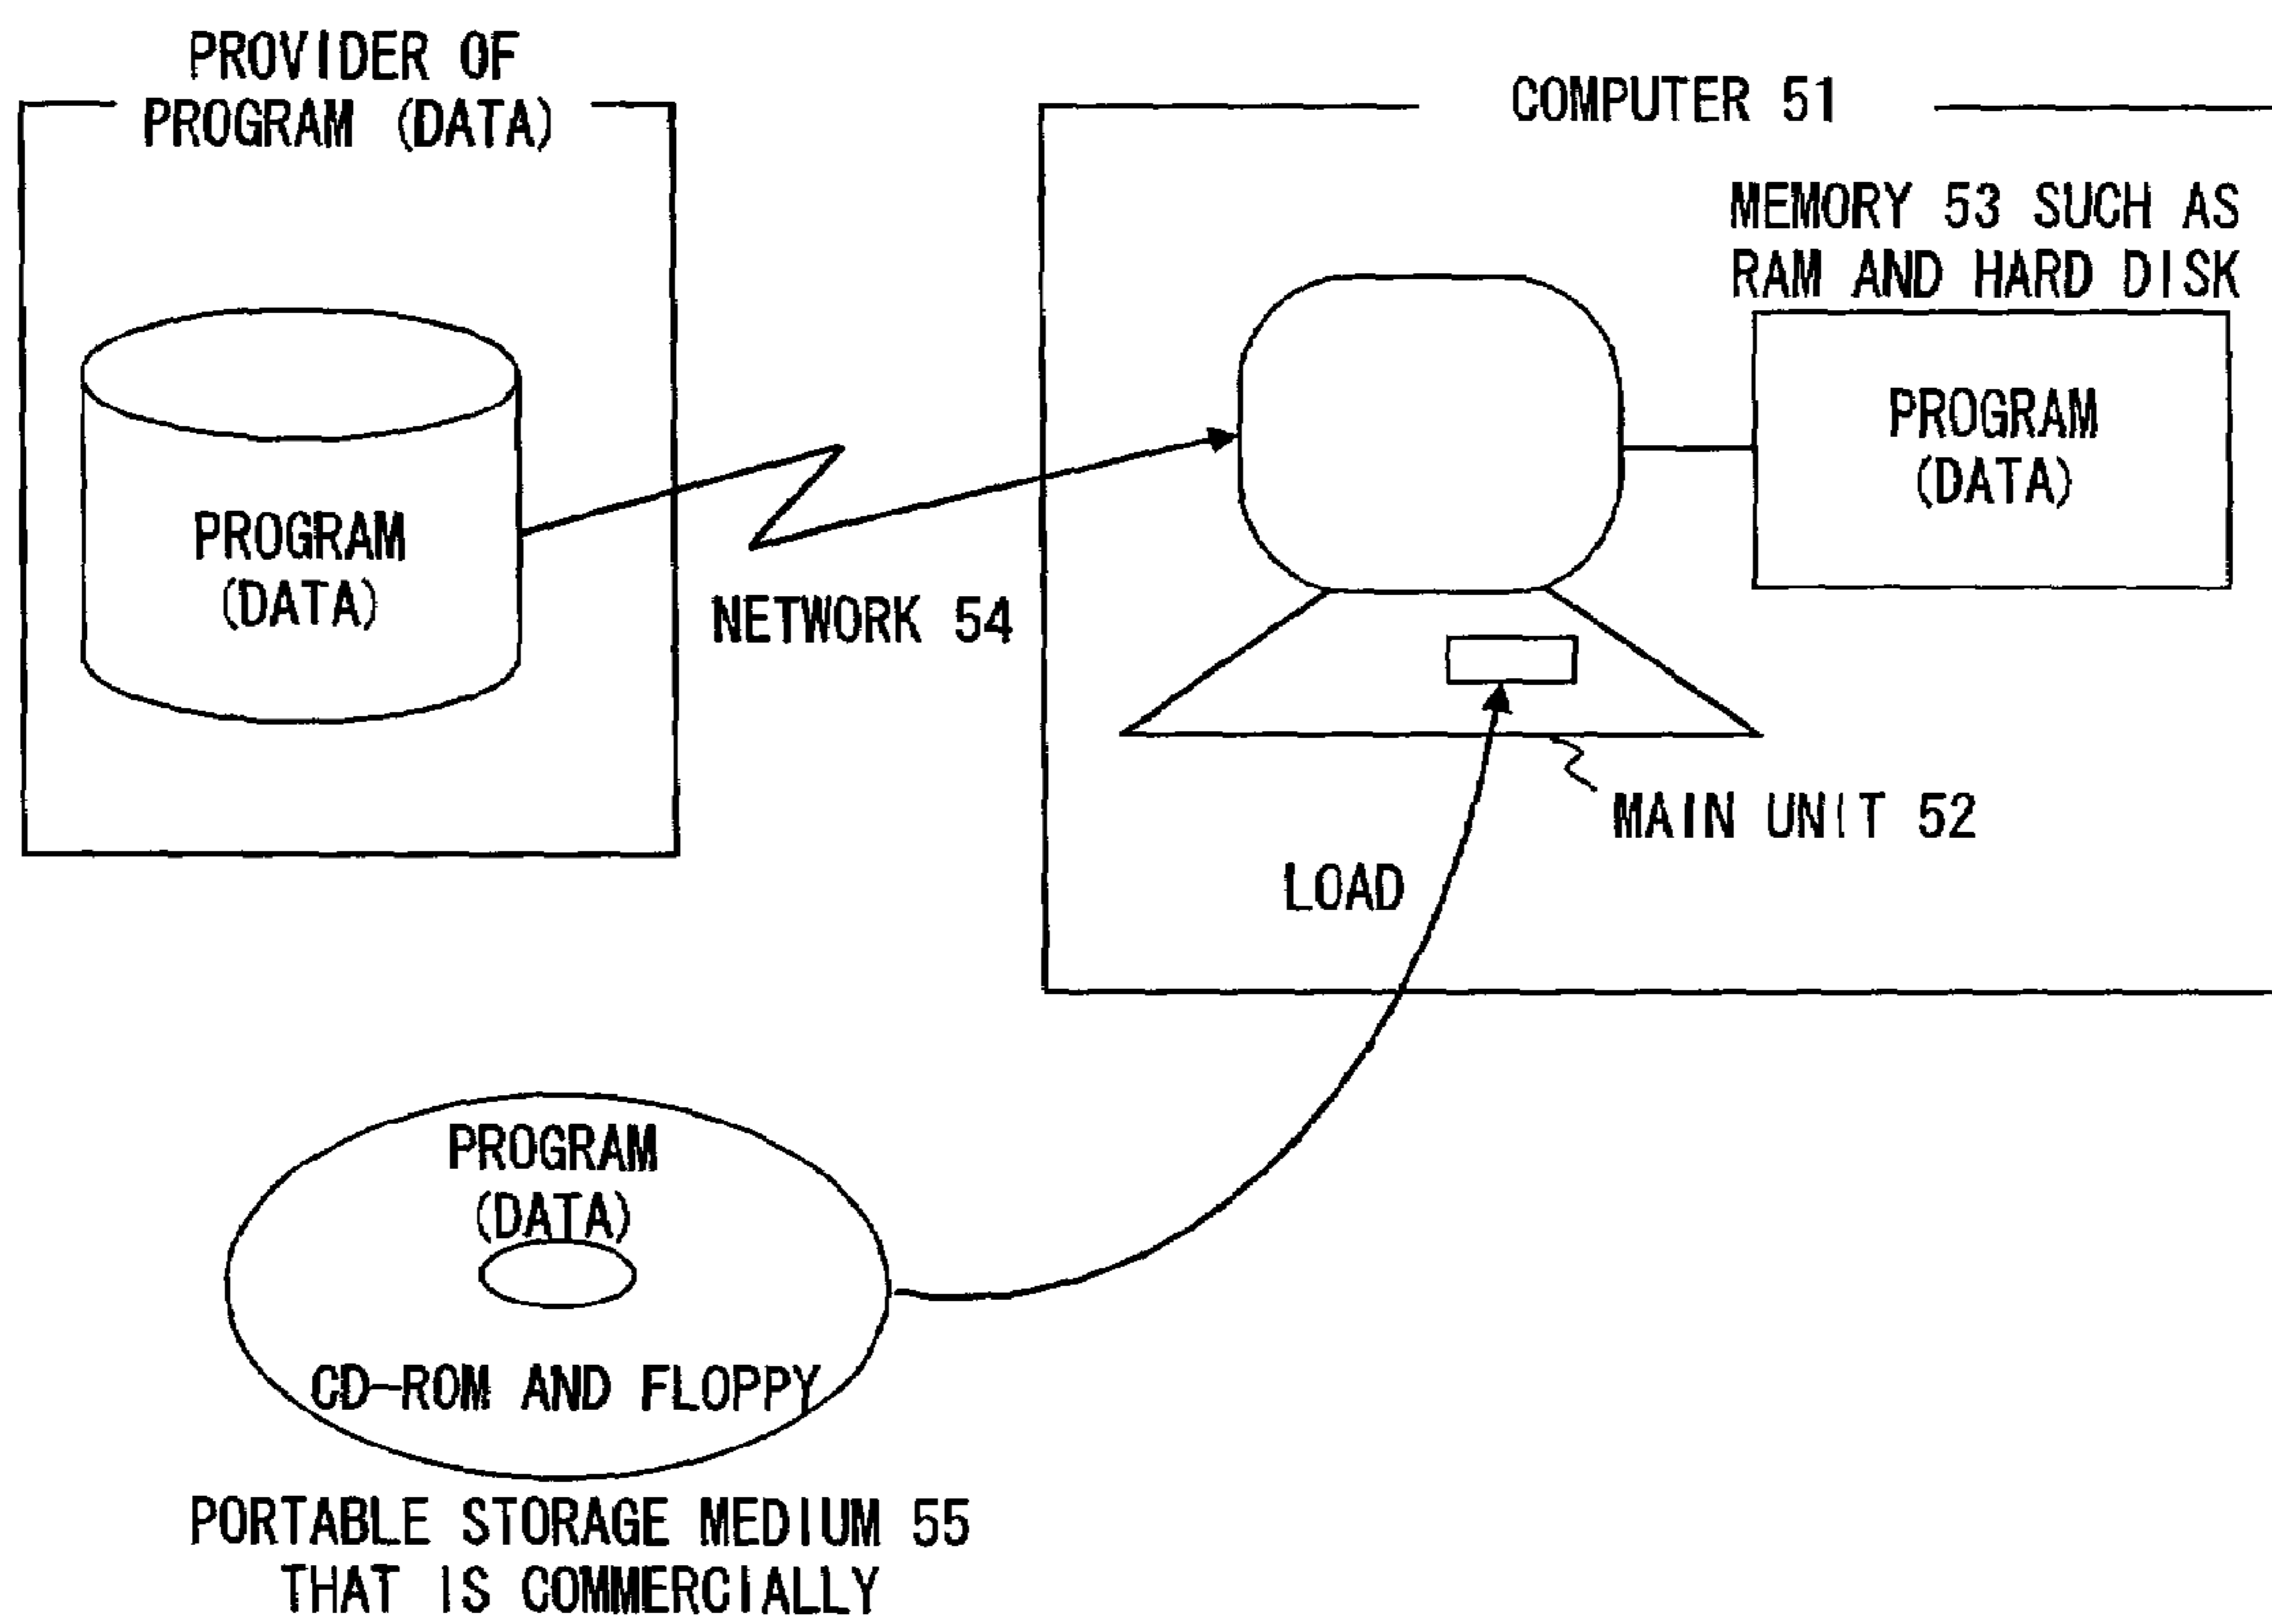 PROVIDER OF
PROGRAM (DATA)
COMPUTER 51
MEMORY 53 SUCH AS
RAM AND HARD DISK
PROGRAM
(DATA)
PROGRAM
(DATA)
NETWORK 54
MAIN UNIT 52
LOAD
PROGRAM
(DATA)
CD-ROM AND FLOPPY
PORTABLE STORAGE MEDIUM 55
THAT IS COMMERCIALLY